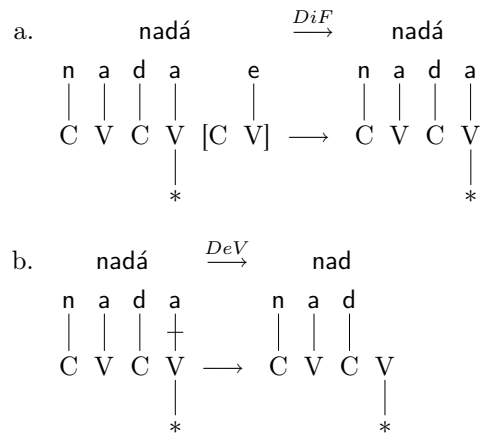 a. nadá DiF ⟶ nadá
n a d a e n a d a
C V C V [C V] ⟶ C V C V
* *
b. nadá DeV ⟶ nad
n a d a n a d
C V C V ⟶ C V C V
* *